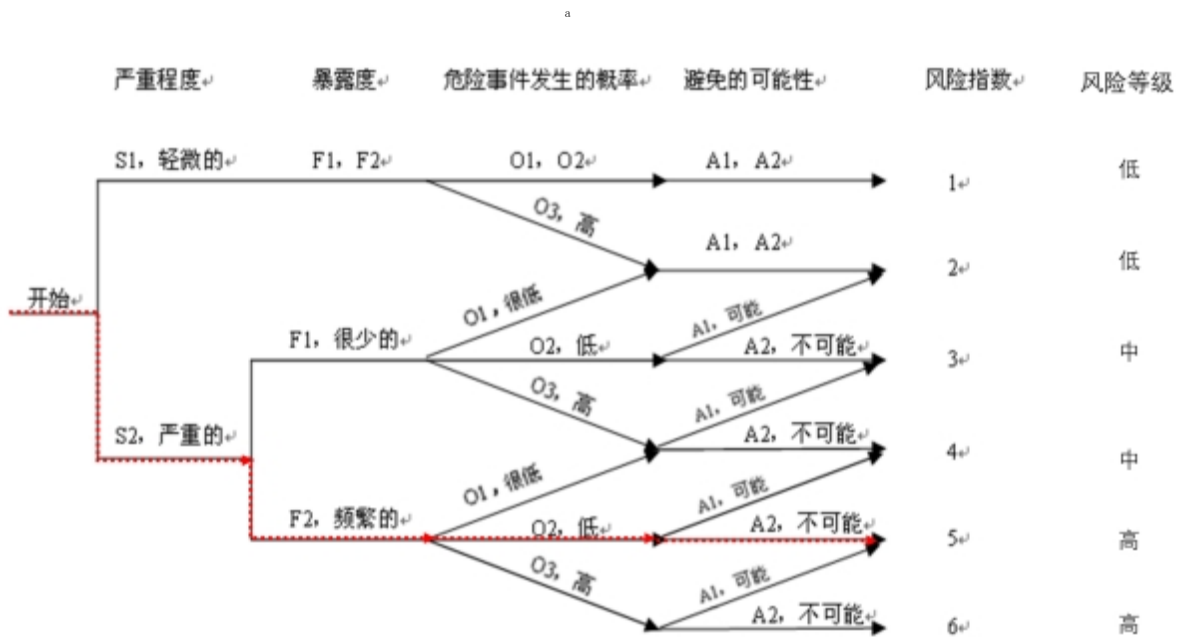 a
严重程度↵ 暴露度↵ 危险事件发生的概率↵ 避免的可能性↵ 风险指数↵ 风险等级
S1，轻微的↵ F1，F2↵ O1，O2↵ A1，A2↵ 1↵ 低
O3，高
A1，A2↵ 2↵ 低
开始↵
O1，很低
A1，可能
F1，很少的↵ O2，低↵ A2，不可能↵ 3↵ 中
O3，高
A1，可能
S2，严重的↵ A2，不可能↵ 4↵ 中
O1，很低
A1，可能
F2，频繁的↵ O2，低↵ A2，不可能↵ 5↵ 高
O3，高
A1，可能
A2，不可能↵ 6↵ 高